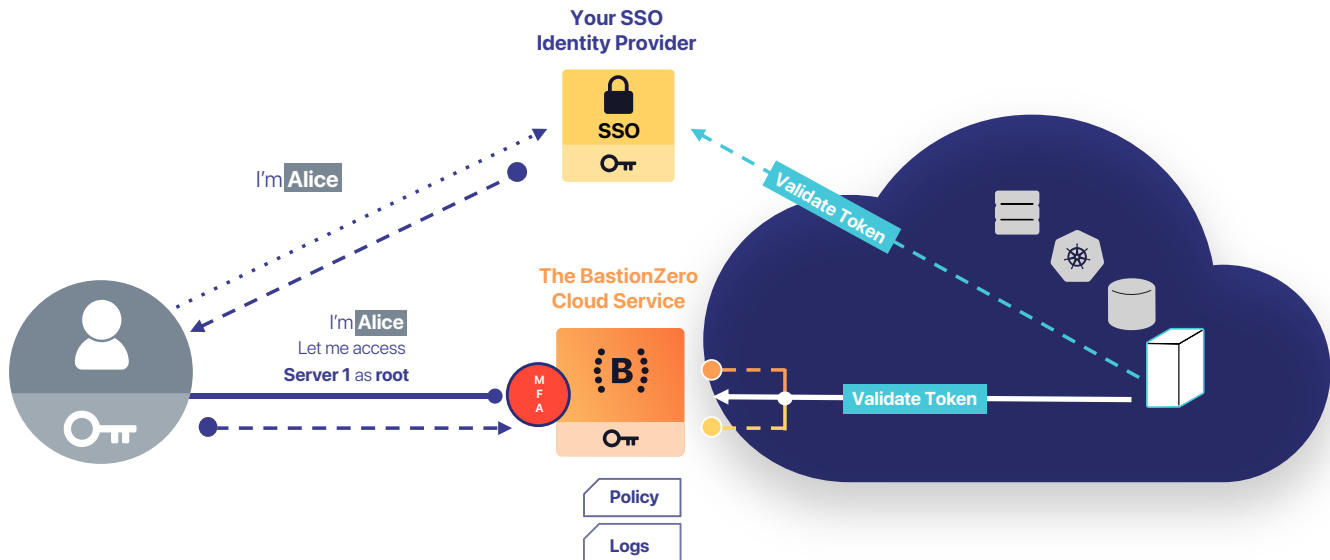 Your SSO
Identity Provider
SSO
I'm Alice
Validate Token
The BastionZero
Cloud Service
I'm Alice
Let me access
Server 1 as root
M
F
A
B
Validate Token
Policy
Logs